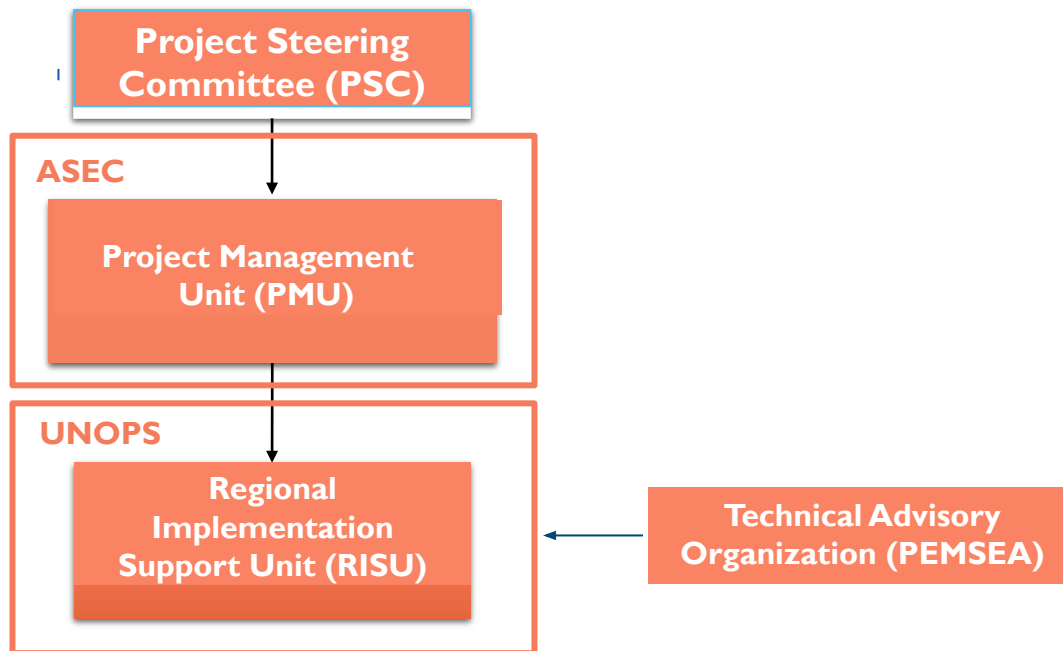 Project Steering
Committee (PSC)
ASEC
Project Management
Unit (PMU)
UNOPS
Regional
Implementation
Support Unit (RISU)
Technical Advisory
Organization (PEMSEA)